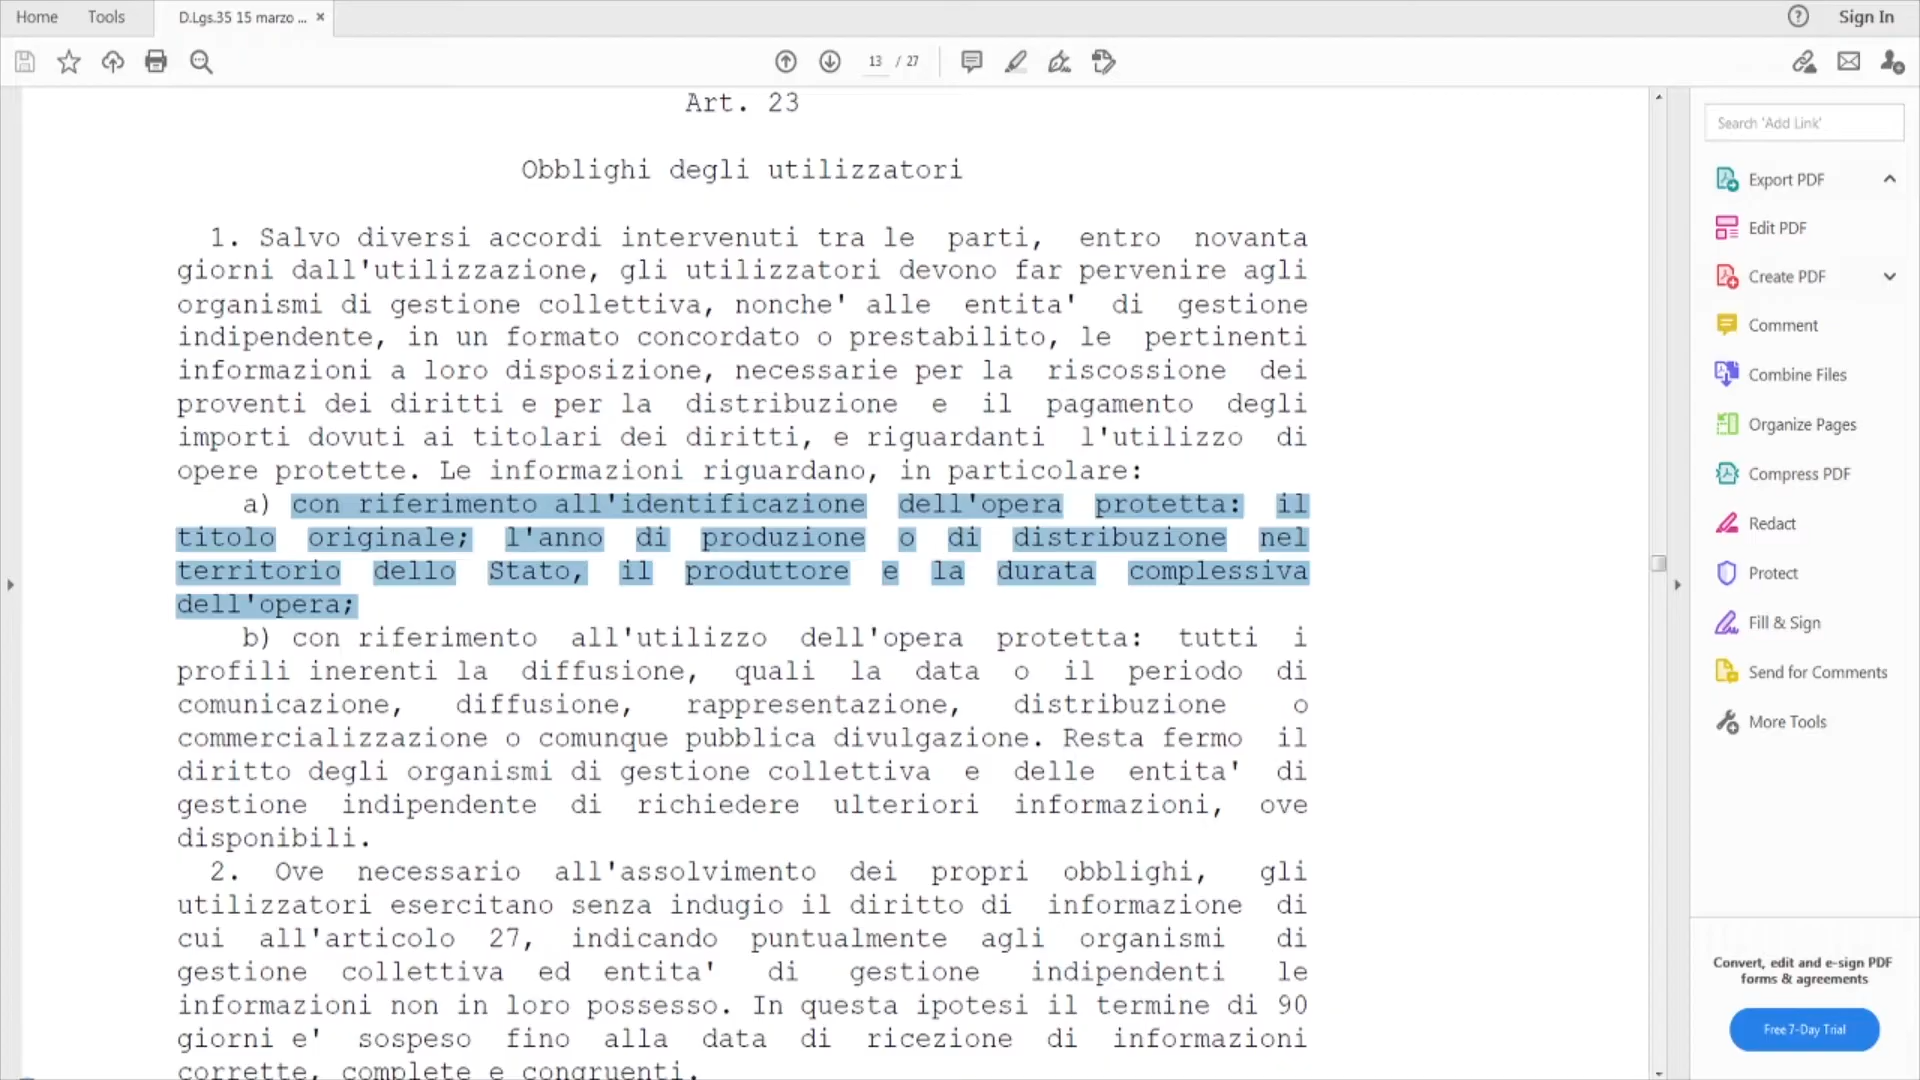 Home Tools D.Lgs.35 15 marzo ... × ? Sign In
13 / 27
Art. 23
Obblighi degli utilizzatori
1. Salvo diversi accordi intervenuti tra le parti, entro novanta
giorni dall'utilizzazione, gli utilizzatori devono far pervenire agli
organismi di gestione collettiva, nonche' alle entita' di gestione
indipendente, in un formato concordato o prestabilito, le pertinenti
informazioni a loro disposizione, necessarie per la riscossione dei
proventi dei diritti e per la distribuzione e il pagamento degli
importi dovuti ai titolari dei diritti, e riguardanti l'utilizzo di
opere protette. Le informazioni riguardano, in particolare:
a) con riferimento all'identificazione dell'opera protetta: il
titolo originale; l'anno di produzione o di distribuzione nel
territorio dello Stato, il produttore e la durata complessiva
dell'opera;
b) con riferimento all'utilizzo dell'opera protetta: tutti i
profili inerenti la diffusione, quali la data o il periodo di
comunicazione, diffusione, rappresentazione, distribuzione o
commercializzazione o comunque pubblica divulgazione. Resta fermo il
diritto degli organismi di gestione collettiva e delle entita' di
gestione indipendente di richiedere ulteriori informazioni, ove
disponibili.
2. Ove necessario all'assolvimento dei propri obblighi, gli
utilizzatori esercitano senza indugio il diritto di informazione di
cui all'articolo 27, indicando puntualmente agli organismi di
gestione collettiva ed entita' di gestione indipendenti le
informazioni non in loro possesso. In questa ipotesi il termine di 90
giorni e' sospeso fino alla data di ricezione di informazioni
corrette, complete e congruenti.
Search 'Add Link'
Export PDF
Edit PDF
Create PDF
Comment
Combine Files
Organize Pages
Compress PDF
Redact
Protect
Fill & Sign
Send for Comments
More Tools
Convert, edit and e-sign PDF
forms & agreements
Free 7-Day Trial